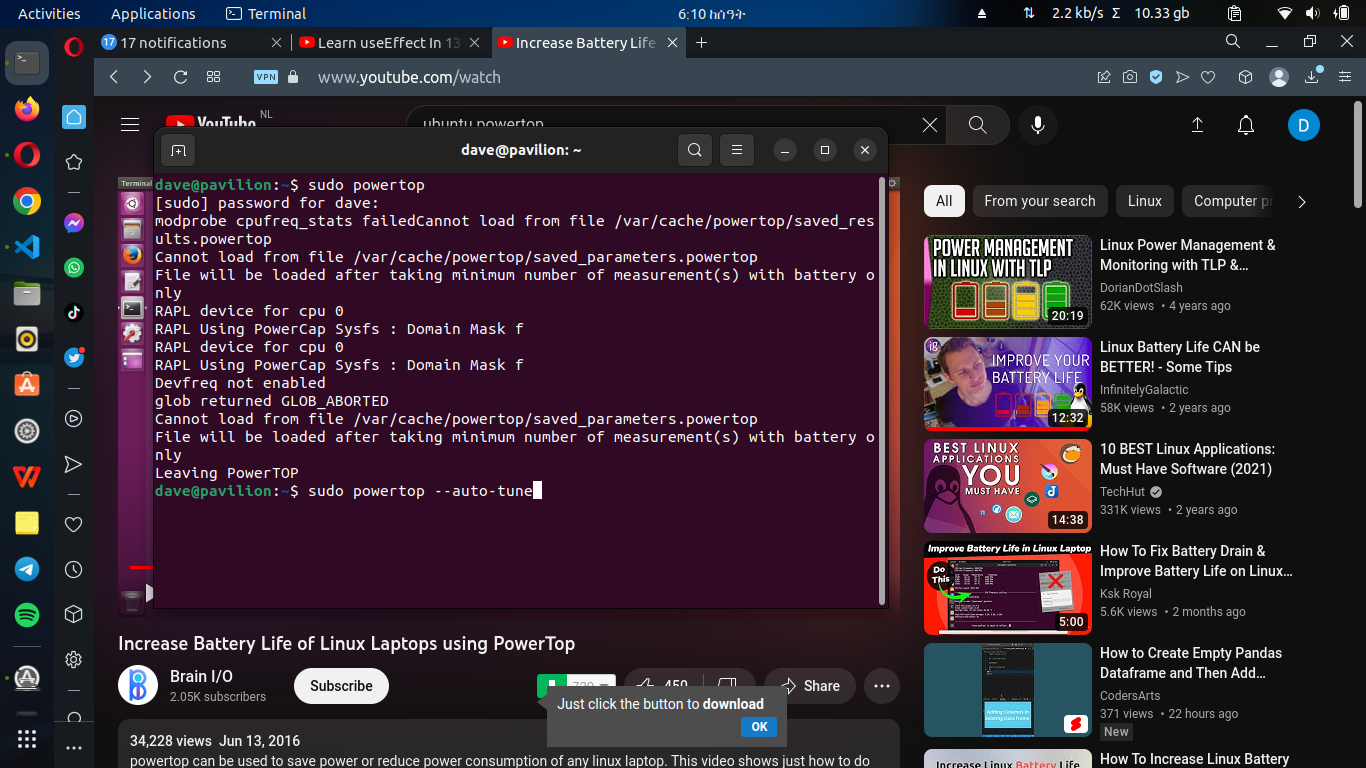 Activities Applications Terminal 6:10 ከሰዓት 2.2 kb/s Σ 10.33 gb
17 17 notifications Learn useEffect In 13 Increase Battery Life
VPN www.youtube.com/watch
YouTube NL ubuntu powertop D
dave@pavilion: ~
Terminal
dave@pavilion:~$ sudo powertop
[sudo] password for dave:
modprobe cpufreq_stats failedCannot load from file /var/cache/powertop/saved_res
ults.powertop
Cannot load from file /var/cache/powertop/saved_parameters.powertop
File will be loaded after taking minimum number of measurement(s) with battery o
nly
RAPL device for cpu 0
RAPL Using PowerCap Sysfs : Domain Mask f
RAPL device for cpu 0
RAPL Using PowerCap Sysfs : Domain Mask f
Devfreq not enabled
glob returned GLOB_ABORTED
Cannot load from file /var/cache/powertop/saved_parameters.powertop
File will be loaded after taking minimum number of measurement(s) with battery o
nly
Leaving PowerTOP
dave@pavilion:~$ sudo powertop --auto-tune
Increase Battery Life of Linux Laptops using PowerTop
Brain I/O
2.05K subscribers
Subscribe
450
Share
Just click the button to download
OK
34,228 views Jun 13, 2016
powertop can be used to save power or reduce power consumption of any linux laptop. This video shows just how to do
All From your search Linux Computer pr
POWER MANAGEMENT
IN LINUX WITH TLP
20:19
Linux Power Management &
Monitoring with TLP &...
DorianDotSlash
62K views • 4 years ago
ig
IMPROVE YOUR
BATTERY LIFE
12:32
Linux Battery Life CAN be
BETTER! - Some Tips
InfinitelyGalactic
58K views • 2 years ago
BEST LINUX
APPLICATIONS
YOU
MUST HAVE
14:38
10 BEST Linux Applications:
Must Have Software (2021)
TechHut
331K views • 2 years ago
Improve Battery Life in Linux Laptop
Do
This
5:00
How To Fix Battery Drain &
Improve Battery Life on Linux...
Ksk Royal
5.6K views • 2 months ago
Adding Columns in
Existing Data frame
How to Create Empty Pandas
Dataframe and Then Add...
CodersArts
371 views • 22 hours ago
New
Increase Linux Battery Life
How To Increase Linux Battery